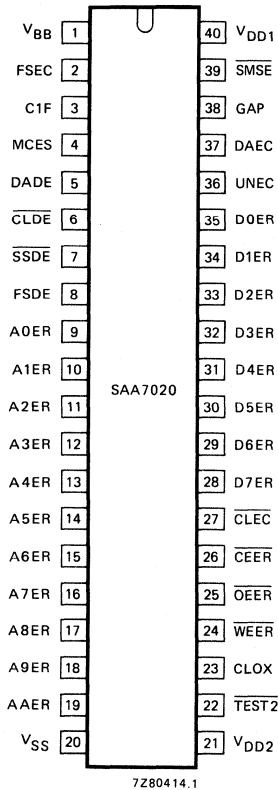 VBB 1 40 VDD1
FSEC 2 39 SMSE
C1F 3 38 GAP
MCES 4 37 DAEC
DADE 5 36 UNEC
CLDE 6 35 D0ER
SSDE 7 34 D1ER
FSDE 8 33 D2ER
A0ER 9 32 D3ER
A1ER 10 31 D4ER
SAA7020
A2ER 11 30 D5ER
A3ER 12 29 D6ER
A4ER 13 28 D7ER
A5ER 14 27 CLEC
A6ER 15 26 CEER
A7ER 16 25 OEER
A8ER 17 24 WEER
A9ER 18 23 CLOX
AAER 19 22 TEST2
VSS 20 21 VDD2
7Z80414.1